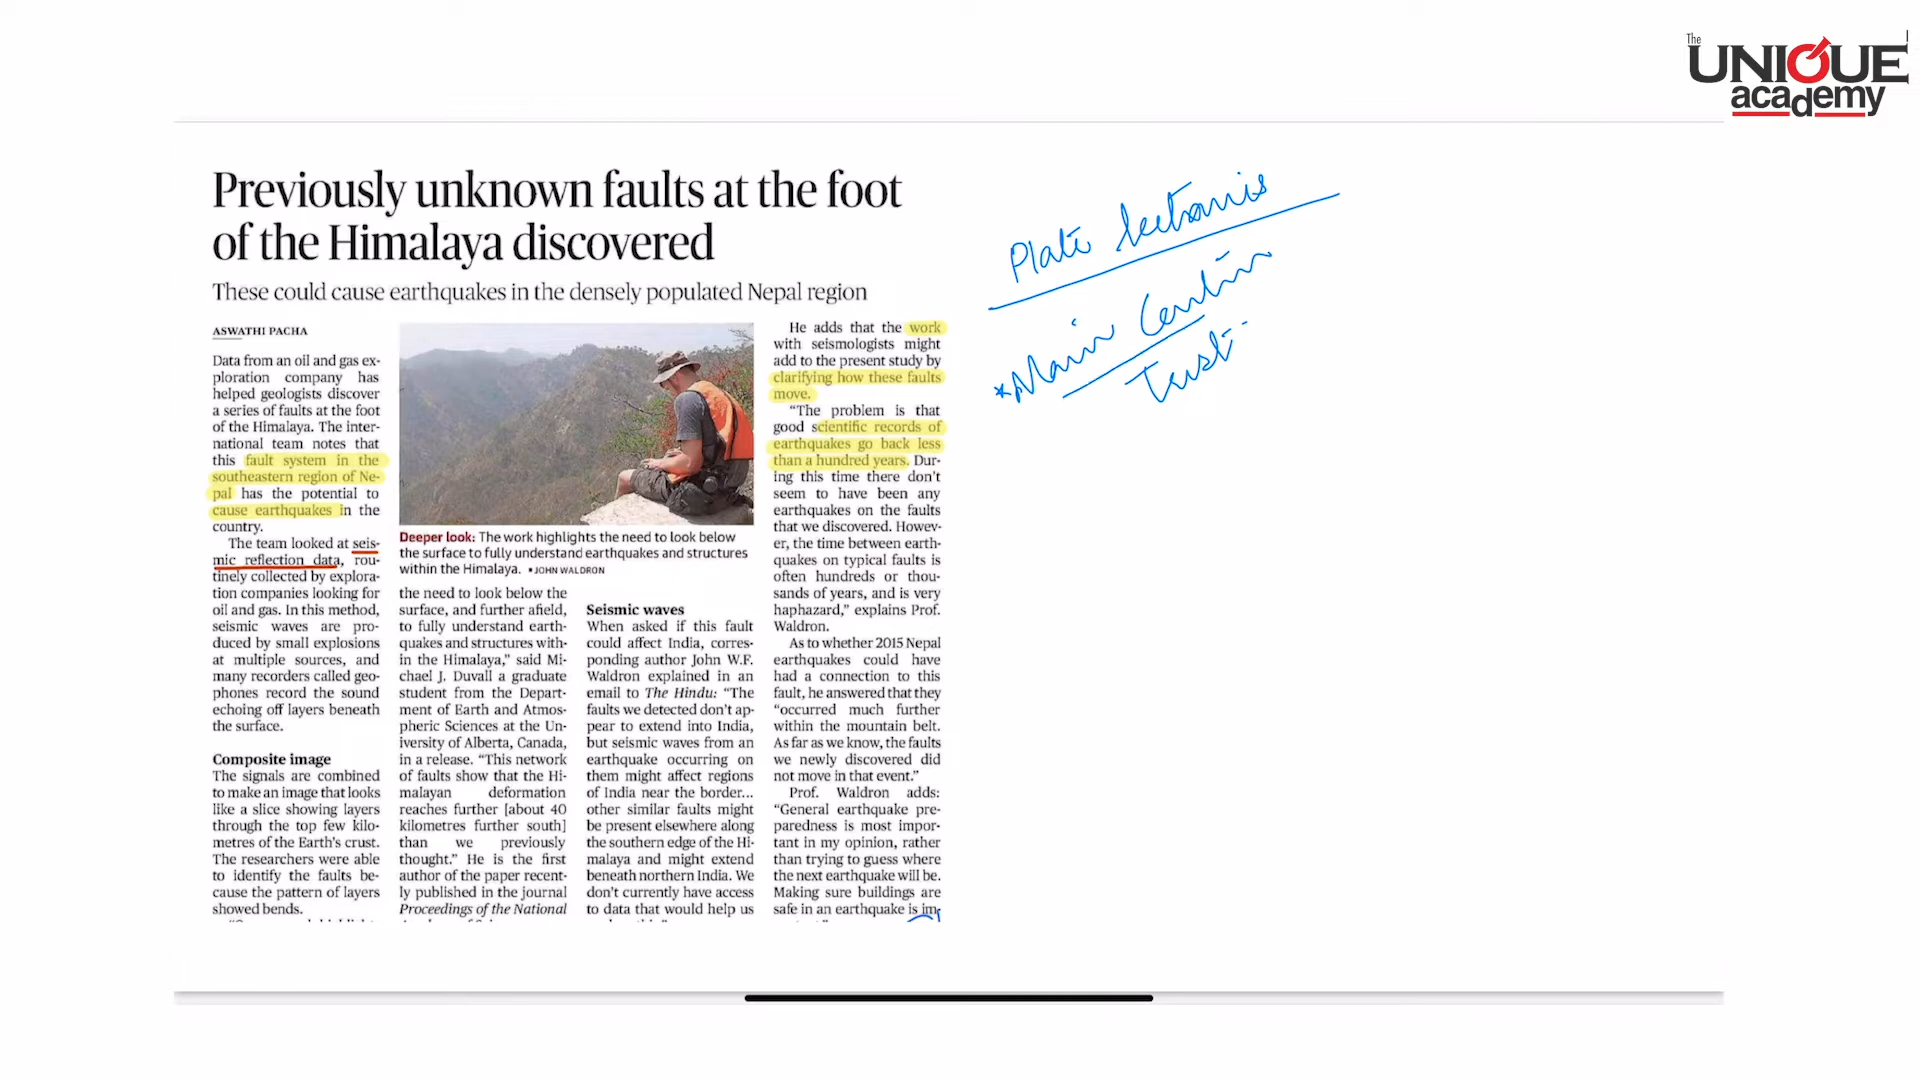 The
UNIQUE
academy
Previously unknown faults at the foot
of the Himalaya discovered
These could cause earthquakes in the densely populated Nepal region
ASWATHI PACHA
Data from an oil and gas ex-
ploration company has
helped geologists discover
a series of faults at the foot
of the Himalaya. The inter-
national team notes that
this fault system in the
southeastern region of Ne-
pal has the potential to
cause earthquakes in the
country.
The team looked at seis-
mic reflection data, rou-
tinely collected by explora-
tion companies looking for
oil and gas. In this method,
seismic waves are pro-
duced by small explosions
at multiple sources, and
many recorders called geo-
phones record the sound
echoing off layers beneath
the surface.
Composite image
The signals are combined
to make an image that looks
like a slice showing layers
through the top few kilo-
metres of the Earth's crust.
The researchers were able
to identify the faults be-
cause the pattern of layers
showed bends.
Deeper look: The work highlights the need to look below
the surface to fully understand earthquakes and structures
within the Himalaya. • JOHN WALDRON
the need to look below the
surface, and further afield,
to fully understand earth-
quakes and structures with-
in the Himalaya,” said Mi-
chael J. Duvall a graduate
student from the Depart-
ment of Earth and Atmos-
pheric Sciences at the Un-
iversity of Alberta, Canada,
in a release. “This network
of faults show that the Hi-
malayan deformation
reaches further [about 40
kilometres further south]
than we previously
thought.” He is the first
author of the paper recent-
ly published in the journal
Proceedings of the National
Seismic waves
When asked if this fault
could affect India, corres-
ponding author John W.F.
Waldron explained in an
email to The Hindu: “The
faults we detected don't ap-
pear to extend into India,
but seismic waves from an
earthquake occurring on
them might affect regions
of India near the border...
other similar faults might
be present elsewhere along
the southern edge of the Hi-
malaya and might extend
beneath northern India. We
don't currently have access
to data that would help us
He adds that the work
with seismologists might
add to the present study by
clarifying how these faults
move.
“The problem is that
good scientific records of
earthquakes go back less
than a hundred years. Dur-
ing this time there don't
seem to have been any
earthquakes on the faults
that we discovered. Howev-
er, the time between earth-
quakes on typical faults is
often hundreds or thou-
sands of years, and is very
haphazard,” explains Prof.
Waldron.
As to whether 2015 Nepal
earthquakes could have
had a connection to this
fault, he answered that they
“occurred much further
within the mountain belt.
As far as we know, the faults
we newly discovered did
not move in that event.”
Prof. Waldron adds:
“General earthquake pre-
paredness is most impor-
tant in my opinion, rather
than trying to guess where
the next earthquake will be.
Making sure buildings are
safe in an earthquake is im-
Plate
* Main